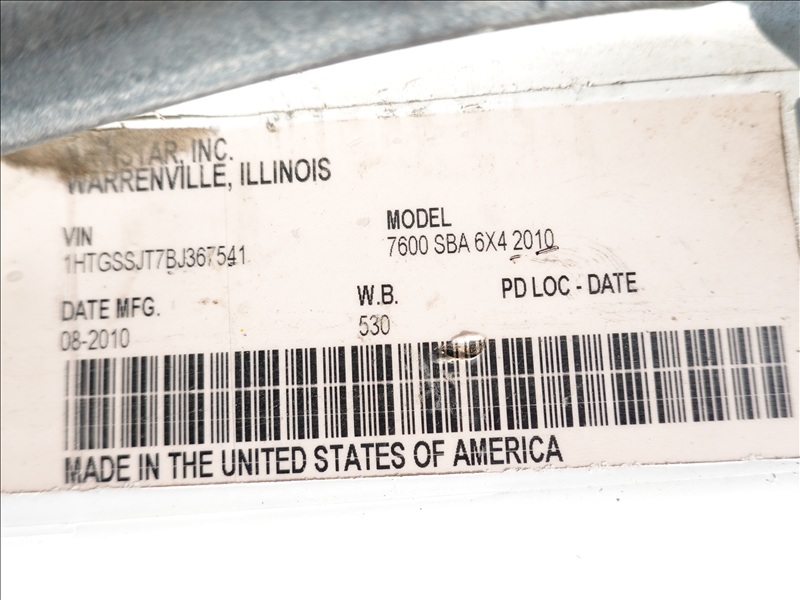 INC.
WARRENVILLE, ILLINOIS
VIN
1HTGSSJT7BJ367541
MODEL
7600 SBA 6X4 2010
DATE MFG.
08-2010
W.B.
530
PD LOC - DATE
MADE IN THE UNITED STATES OF AMERICA